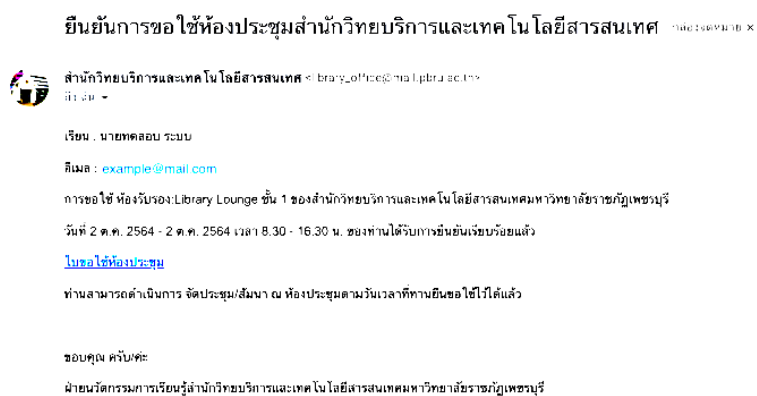 ยืนยันการขอใช้ห้องประชุมสำนักวิทยบริการและเทคโนโลยีสารสนเทศ กล่องจดหมาย ×
สำนักวิทยบริการและเทคโนโลยีสารสนเทศ <library_office@mail.pbru.ac.th>
ถึง ฉัน
เรียน : นายทดสอบ ระบบ
อีเมล : example@mail.com
การขอใช้ ห้องรับรอง:Library Lounge ชั้น 1 ของสำนักวิทยบริการและเทคโนโลยีสารสนเทศมหาวิทยาลัยราชภัฏเพชรบุรี
วันที่ 2 ต.ค. 2564 - 2 ต.ค. 2564 เวลา 8.30 - 16.30 น. ของท่านได้รับการยืนยันเรียบร้อยแล้ว
ใบขอใช้ห้องประชุม
ท่านสามารถดำเนินการ จัดประชุม/สัมนา ณ ห้องประชุมตามวันเวลาที่ท่านยืนขอใช้ไว้ได้แล้ว
ขอบคุณ ครับ/ค่ะ
ฝ่ายนวัตกรรมการเรียนรู้สำนักวิทยบริการและเทคโนโลยีสารสนเทศมหาวิทยาลัยราชภัฏเพชรบุรี